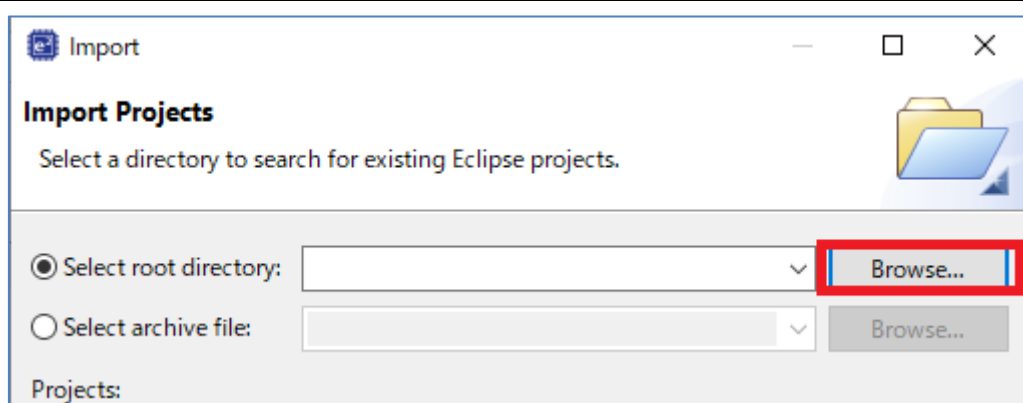 e²
Import
Import Projects
Select a directory to search for existing Eclipse projects.
Select root directory: Browse...
Select archive file: Browse...
Projects: